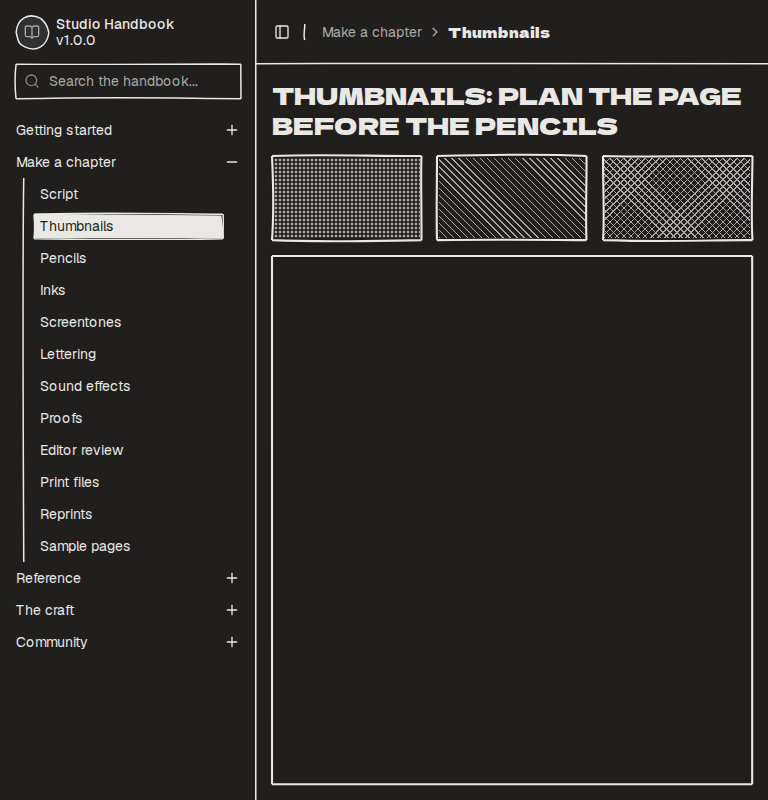 Studio Handbook
v1.0.0
Search the handbook...
Getting started
Make a chapter
Script
Thumbnails
Pencils
Inks
Screentones
Lettering
Sound effects
Proofs
Editor review
Print files
Reprints
Sample pages
Reference
The craft
Community
Make a chapter > Thumbnails
THUMBNAILS: PLAN THE PAGE
BEFORE THE PENCILS